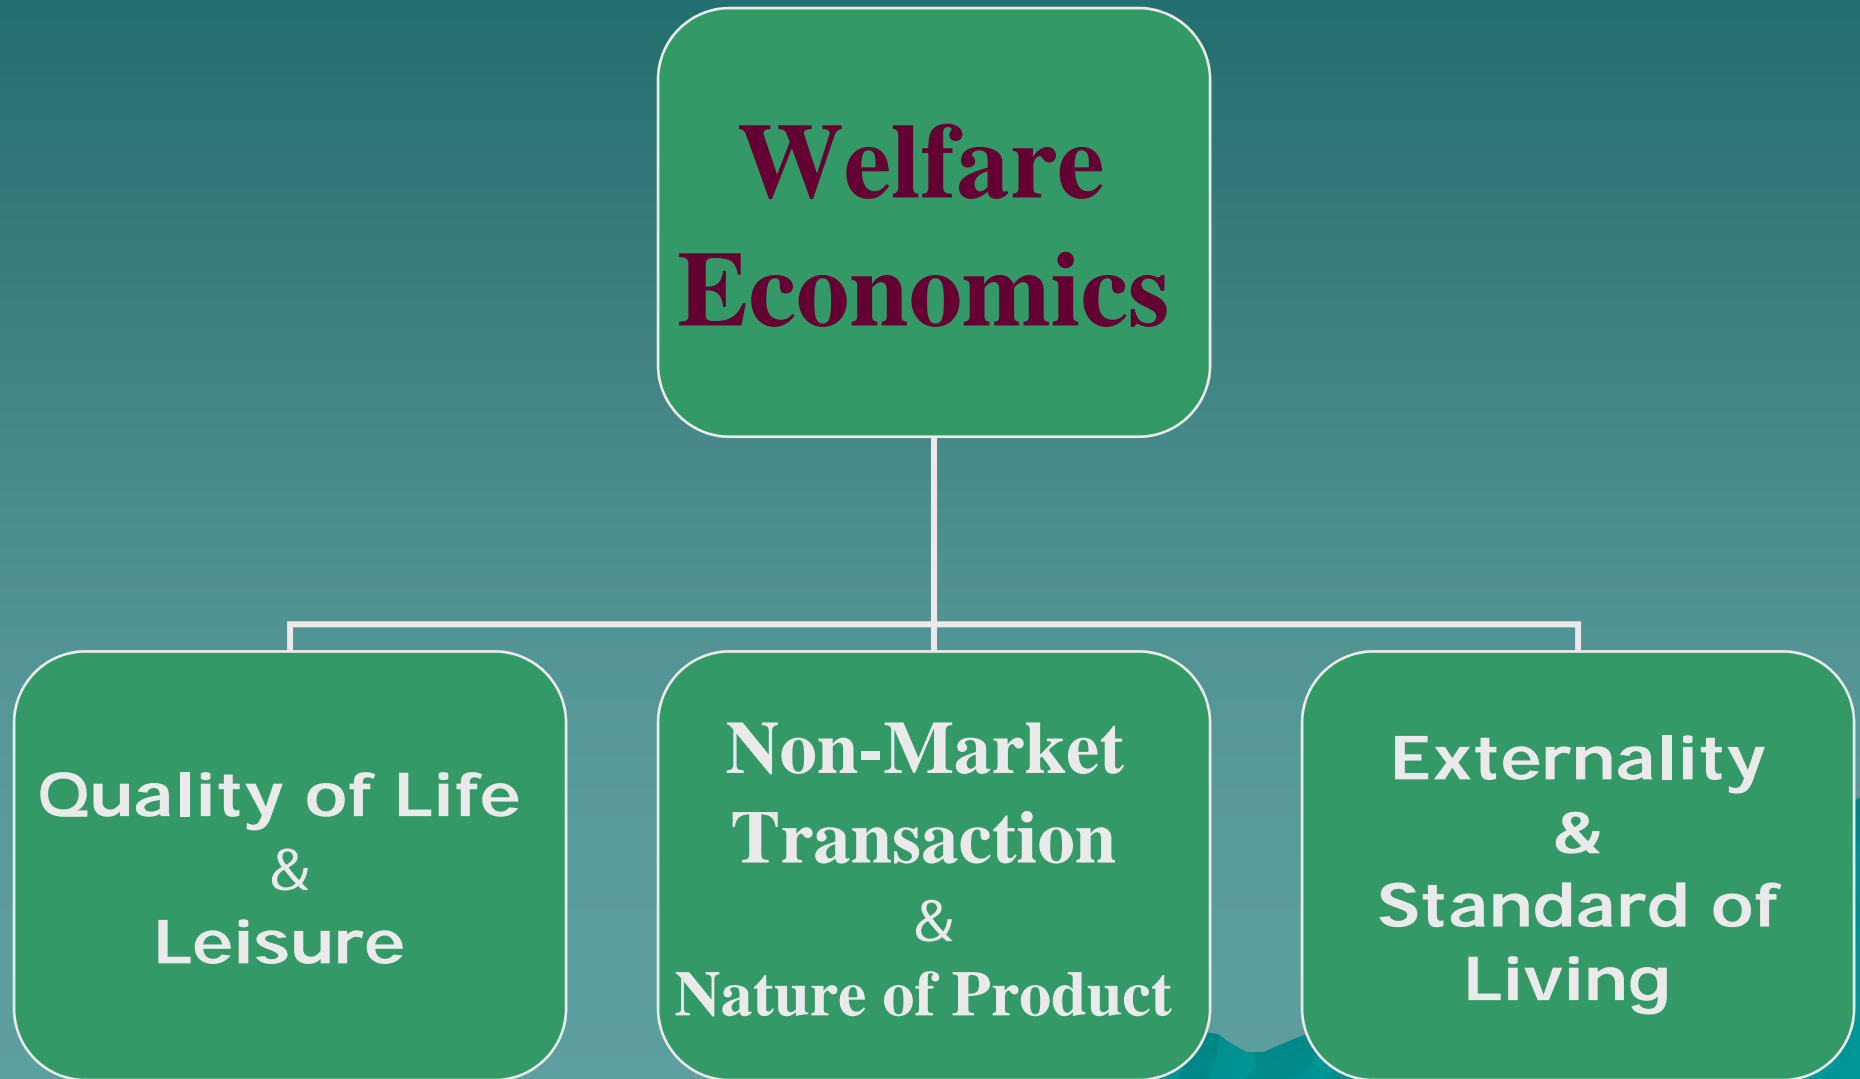 Welfare
Economics
Quality of Life
&
Leisure
Non-Market
Transaction
&
Nature of Product
Externality
&
Standard of
Living